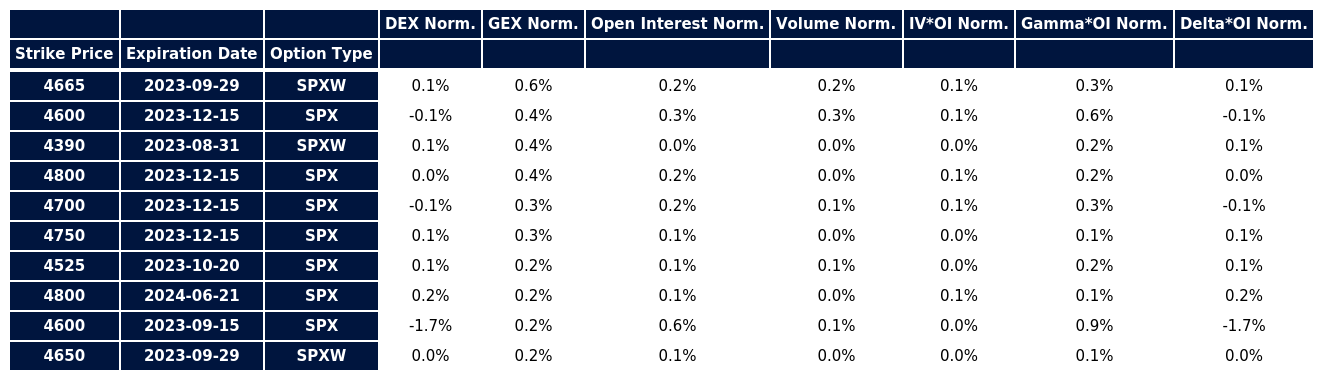 DEX Norm. GEX Norm. Open Interest Norm. Volume Norm. IV*OI Norm. Gamma*OI Norm. Delta*OI Norm.
Strike Price Expiration Date Option Type
4665 2023-09-29 SPXW 0.1% 0.6% 0.2% 0.2% 0.1% 0.3% 0.1%
4600 2023-12-15 SPX -0.1% 0.4% 0.3% 0.3% 0.1% 0.6% -0.1%
4390 2023-08-31 SPXW 0.1% 0.4% 0.0% 0.0% 0.0% 0.2% 0.1%
4800 2023-12-15 SPX 0.0% 0.4% 0.2% 0.0% 0.1% 0.2% 0.0%
4700 2023-12-15 SPX -0.1% 0.3% 0.2% 0.1% 0.1% 0.3% -0.1%
4750 2023-12-15 SPX 0.1% 0.3% 0.1% 0.0% 0.0% 0.1% 0.1%
4525 2023-10-20 SPX 0.1% 0.2% 0.1% 0.1% 0.0% 0.2% 0.1%
4800 2024-06-21 SPX 0.2% 0.2% 0.1% 0.0% 0.1% 0.1% 0.2%
4600 2023-09-15 SPX -1.7% 0.2% 0.6% 0.1% 0.0% 0.9% -1.7%
4650 2023-09-29 SPXW 0.0% 0.2% 0.1% 0.0% 0.0% 0.1% 0.0%